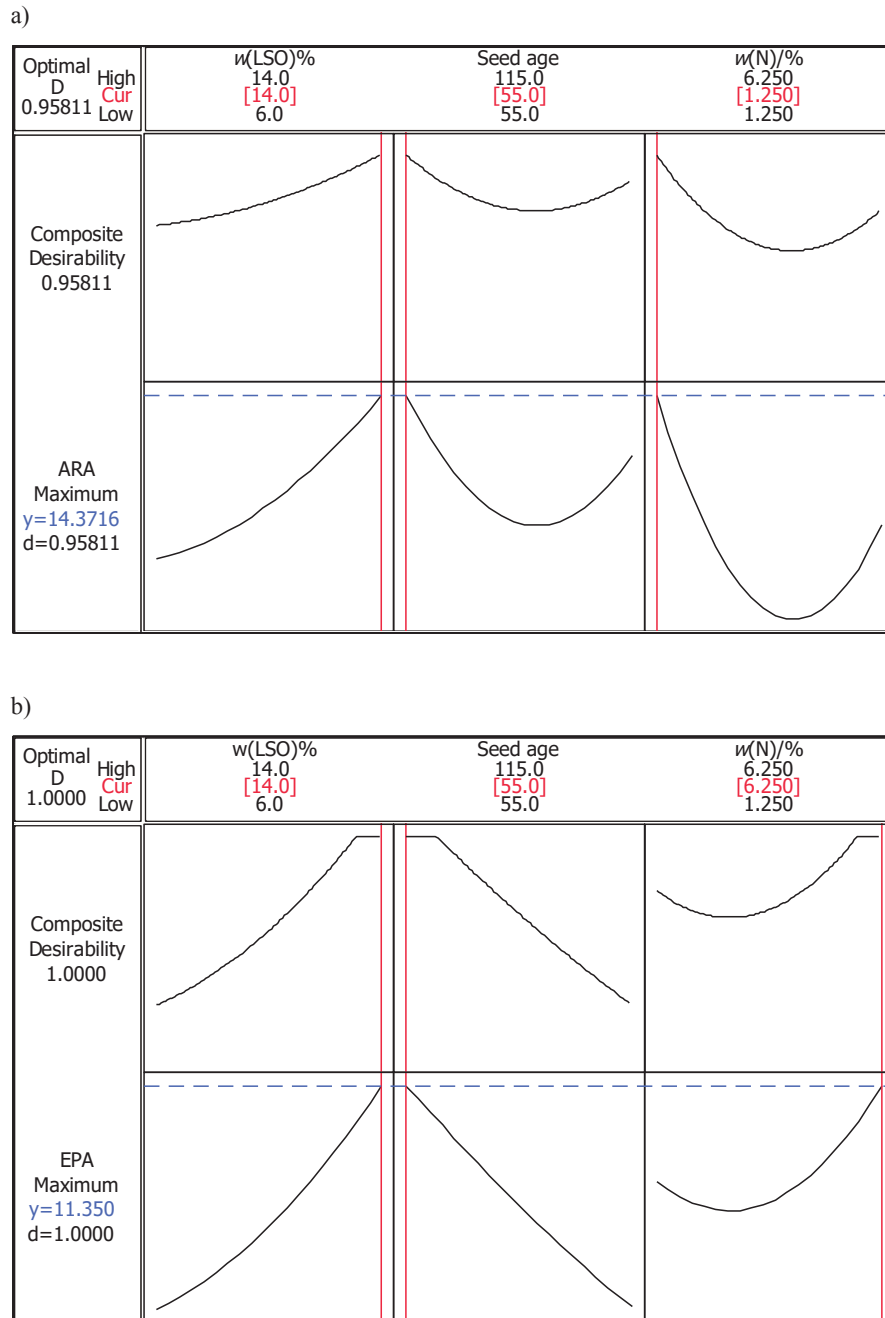 a)
Optimal
D
0.95811
High
Cur
Low
w(LSO)%
14.0
[14.0]
6.0
Seed age
115.0
[55.0]
55.0
w(N)/%
6.250
[1.250]
1.250
Composite
Desirability
0.95811
ARA
Maximum
y=14.3716
d=0.95811
b)
Optimal
D
1.0000
High
Cur
Low
w(LSO)%
14.0
[14.0]
6.0
Seed age
115.0
[55.0]
55.0
w(N)/%
6.250
[6.250]
1.250
Composite
Desirability
1.0000
EPA
Maximum
y=11.350
d=1.0000